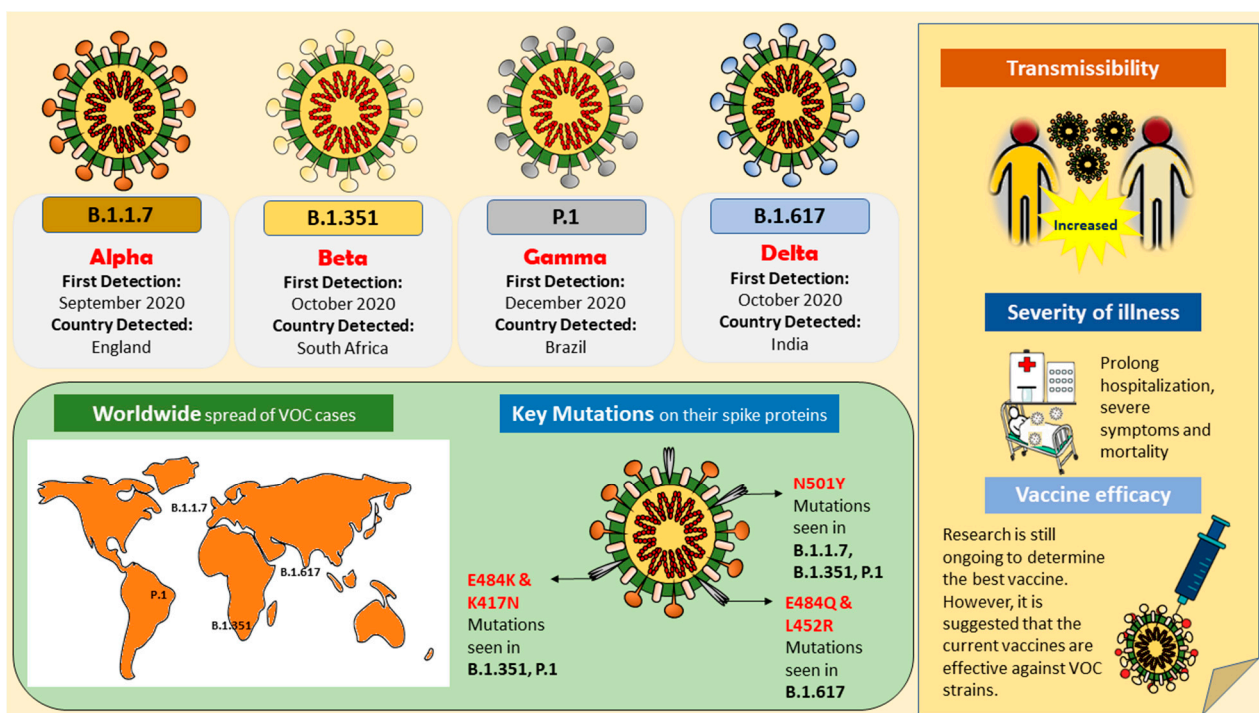 B.1.1.7
Alpha
First Detection:
September 2020
Country Detected:
England
B.1.351
Beta
First Detection:
October 2020
Country Detected:
South Africa
P.1
Gamma
First Detection:
December 2020
Country Detected:
Brazil
B.1.617
Delta
First Detection:
October 2020
Country Detected:
India
Worldwide spread of VOC cases
B.1.1.7
B.1.617
P.1
B.1.351
Key Mutations on their spike proteins
N501Y
Mutations
seen in
B.1.1.7,
B.1.351, P.1
E484K &
K417N
Mutations
seen in
B.1.351, P.1
E484Q &
L452R
Mutations
seen in
B.1.617
Transmissibility
Increased
Severity of illness
Prolong
hospitalization,
severe
symptoms and
mortality
Vaccine efficacy
Research is still
ongoing to determine
the best vaccine.
However, it is
suggested that the
current vaccines are
effective against VOC
strains.